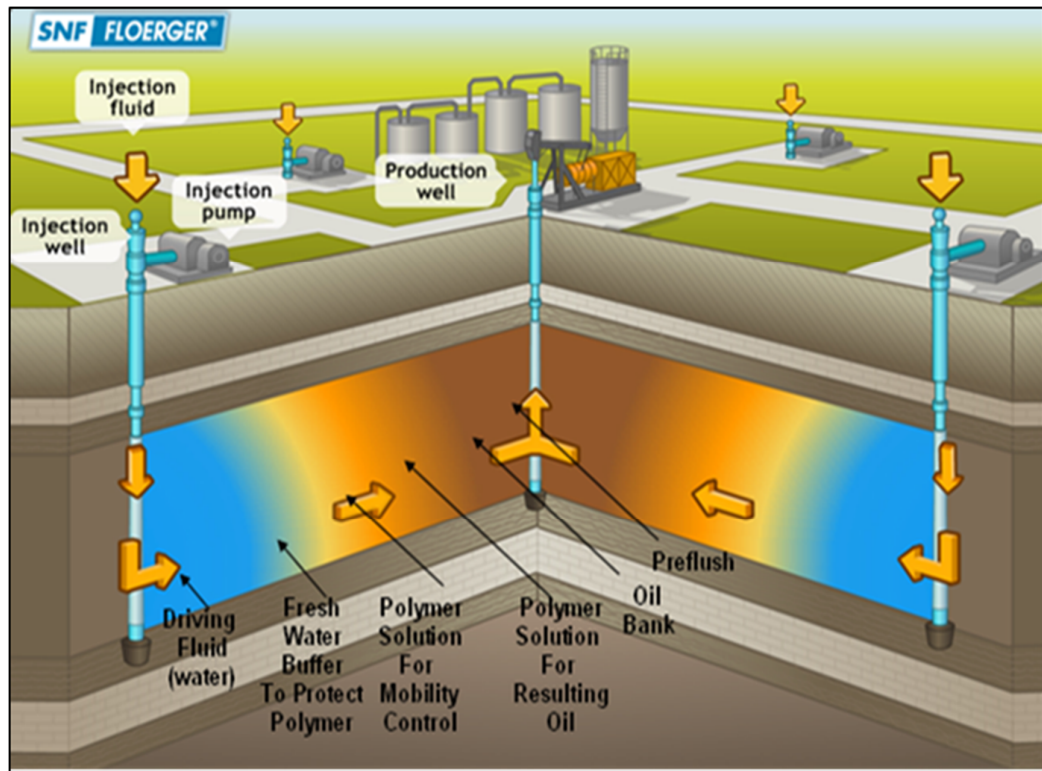 SNF FLOERGER®
Injection
fluid
Injection
pump
Injection
well
Production
well
Preflush
Oil
Bank
Driving
Fluid
(water)
Fresh
Water
Buffer
To Protect
Polymer
Polymer
Solution
For
Mobility
Control
Polymer
Solution
For
Resulting
Oil